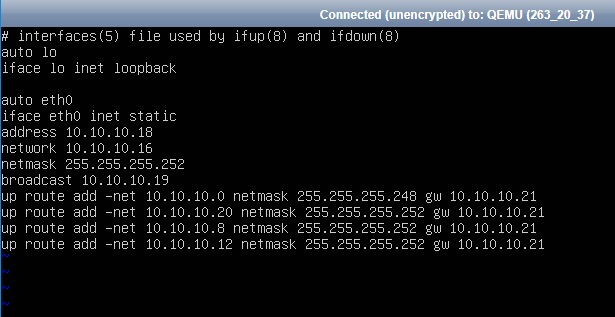 Connected (unencrypted) to: QEMU (263_20_37)
# interfaces(5) file used by ifup(8) and ifdown(8)
auto lo
iface lo inet loopback
auto eth0
iface eth0 inet static
address 10.10.10.18
network 10.10.10.16
netmask 255.255.255.252
broadcast 10.10.10.19
up route add -net 10.10.10.0 netmask 255.255.255.248 gw 10.10.10.21
up route add -net 10.10.10.20 netmask 255.255.255.252 gw 10.10.10.21
up route add -net 10.10.10.8 netmask 255.255.255.252 gw 10.10.10.21
up route add -net 10.10.10.12 netmask 255.255.255.252 gw 10.10.10.21
~
~
~
~